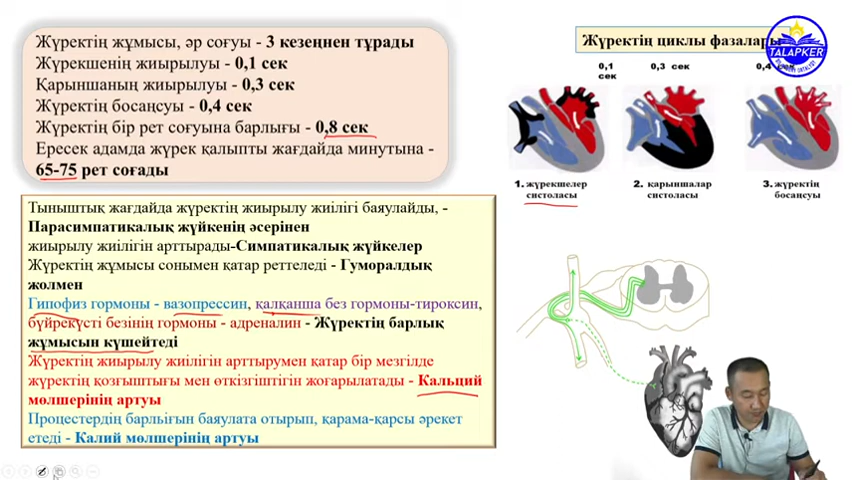 Жүректің жұмысы, әр соғуы - 3 кезеңнен тұрады
Жүрекшенің жиырылуы - 0,1 сек
Қарыншаның жиырылуы - 0,3 сек
Жүректің босаңсуы - 0,4 сек
Жүректің бір рет соғуына барлығы - 0,8 сек
Ересек адамда жүрек қалыпты жағдайда минутына -
65-75 рет соғады
Тыныштық жағдайда жүректің жиырылу жиілігі баяулайды, -
Парасимпатикалық жүйкенің әсерінен
жиырылу жиілігін арттырады-Симпатикалық жүйкелер
Жүректің жұмысы сонымен қатар реттеледі - Гуморалдық
жолмен
Гипофиз гормоны - вазопрессин, қалқанша без гормоны-тироксин,
бүйрекүсті безінің гормоны - адреналин - Жүректің барлық
жұмысын күшейтеді
Жүректің жиырылу жиілігін арттырумен қатар бір мезгілде
жүректің қозғыштығы мен өткізгіштігін жоғарылатады - Кальций
мөлшерінің артуы
Процестердің барлығын баяулата отырып, қарама-қарсы әрекет
етеді - Калий мөлшерінің артуы
Жүректің циклы фазалары
TALAPKER
0,1 сек
0,3 сек
0,4
1. жүрекшелер систоласы
2. қарыншалар систоласы
3. жүректің босаңсуы